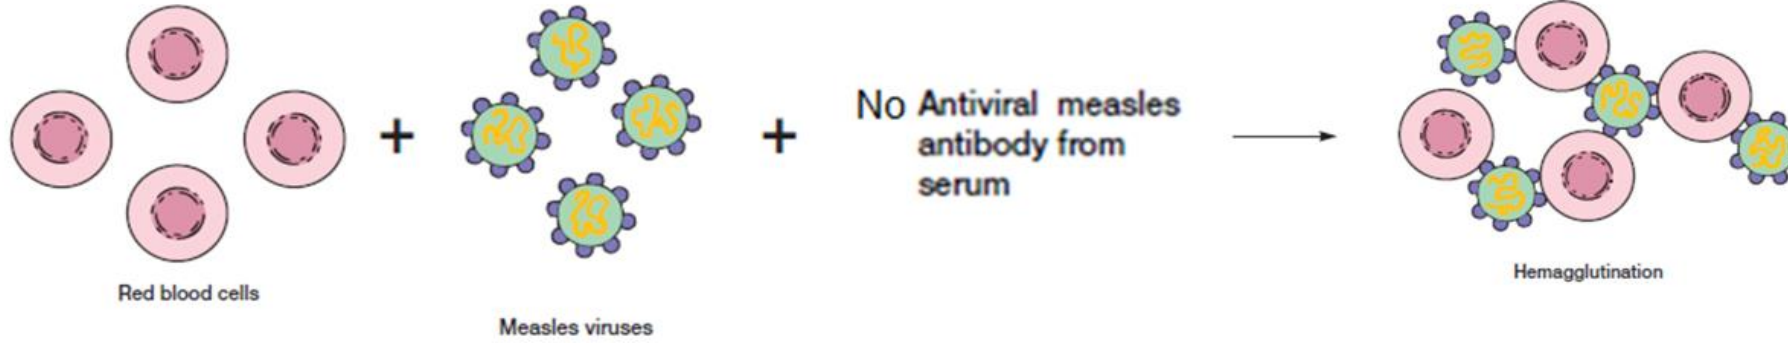 No Antiviral measles
antibody from
serum
Red blood cells
Measles viruses
Hemagglutination
+
+